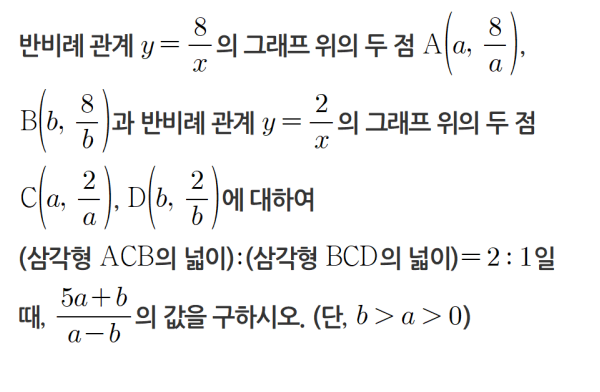 반비례 관계 y = 8/x 의 그래프 위의 두 점 A(a, 8/a),
B(b, 8/b)과 반비례 관계 y = 2/x 의 그래프 위의 두 점
C(a, 2/a), D(b, 2/b)에 대하여
(삼각형 ACB의 넓이):(삼각형 BCD의 넓이)=2:1일
때, (5a+b)/(a-b) 의 값을 구하시오. (단, b > a > 0)